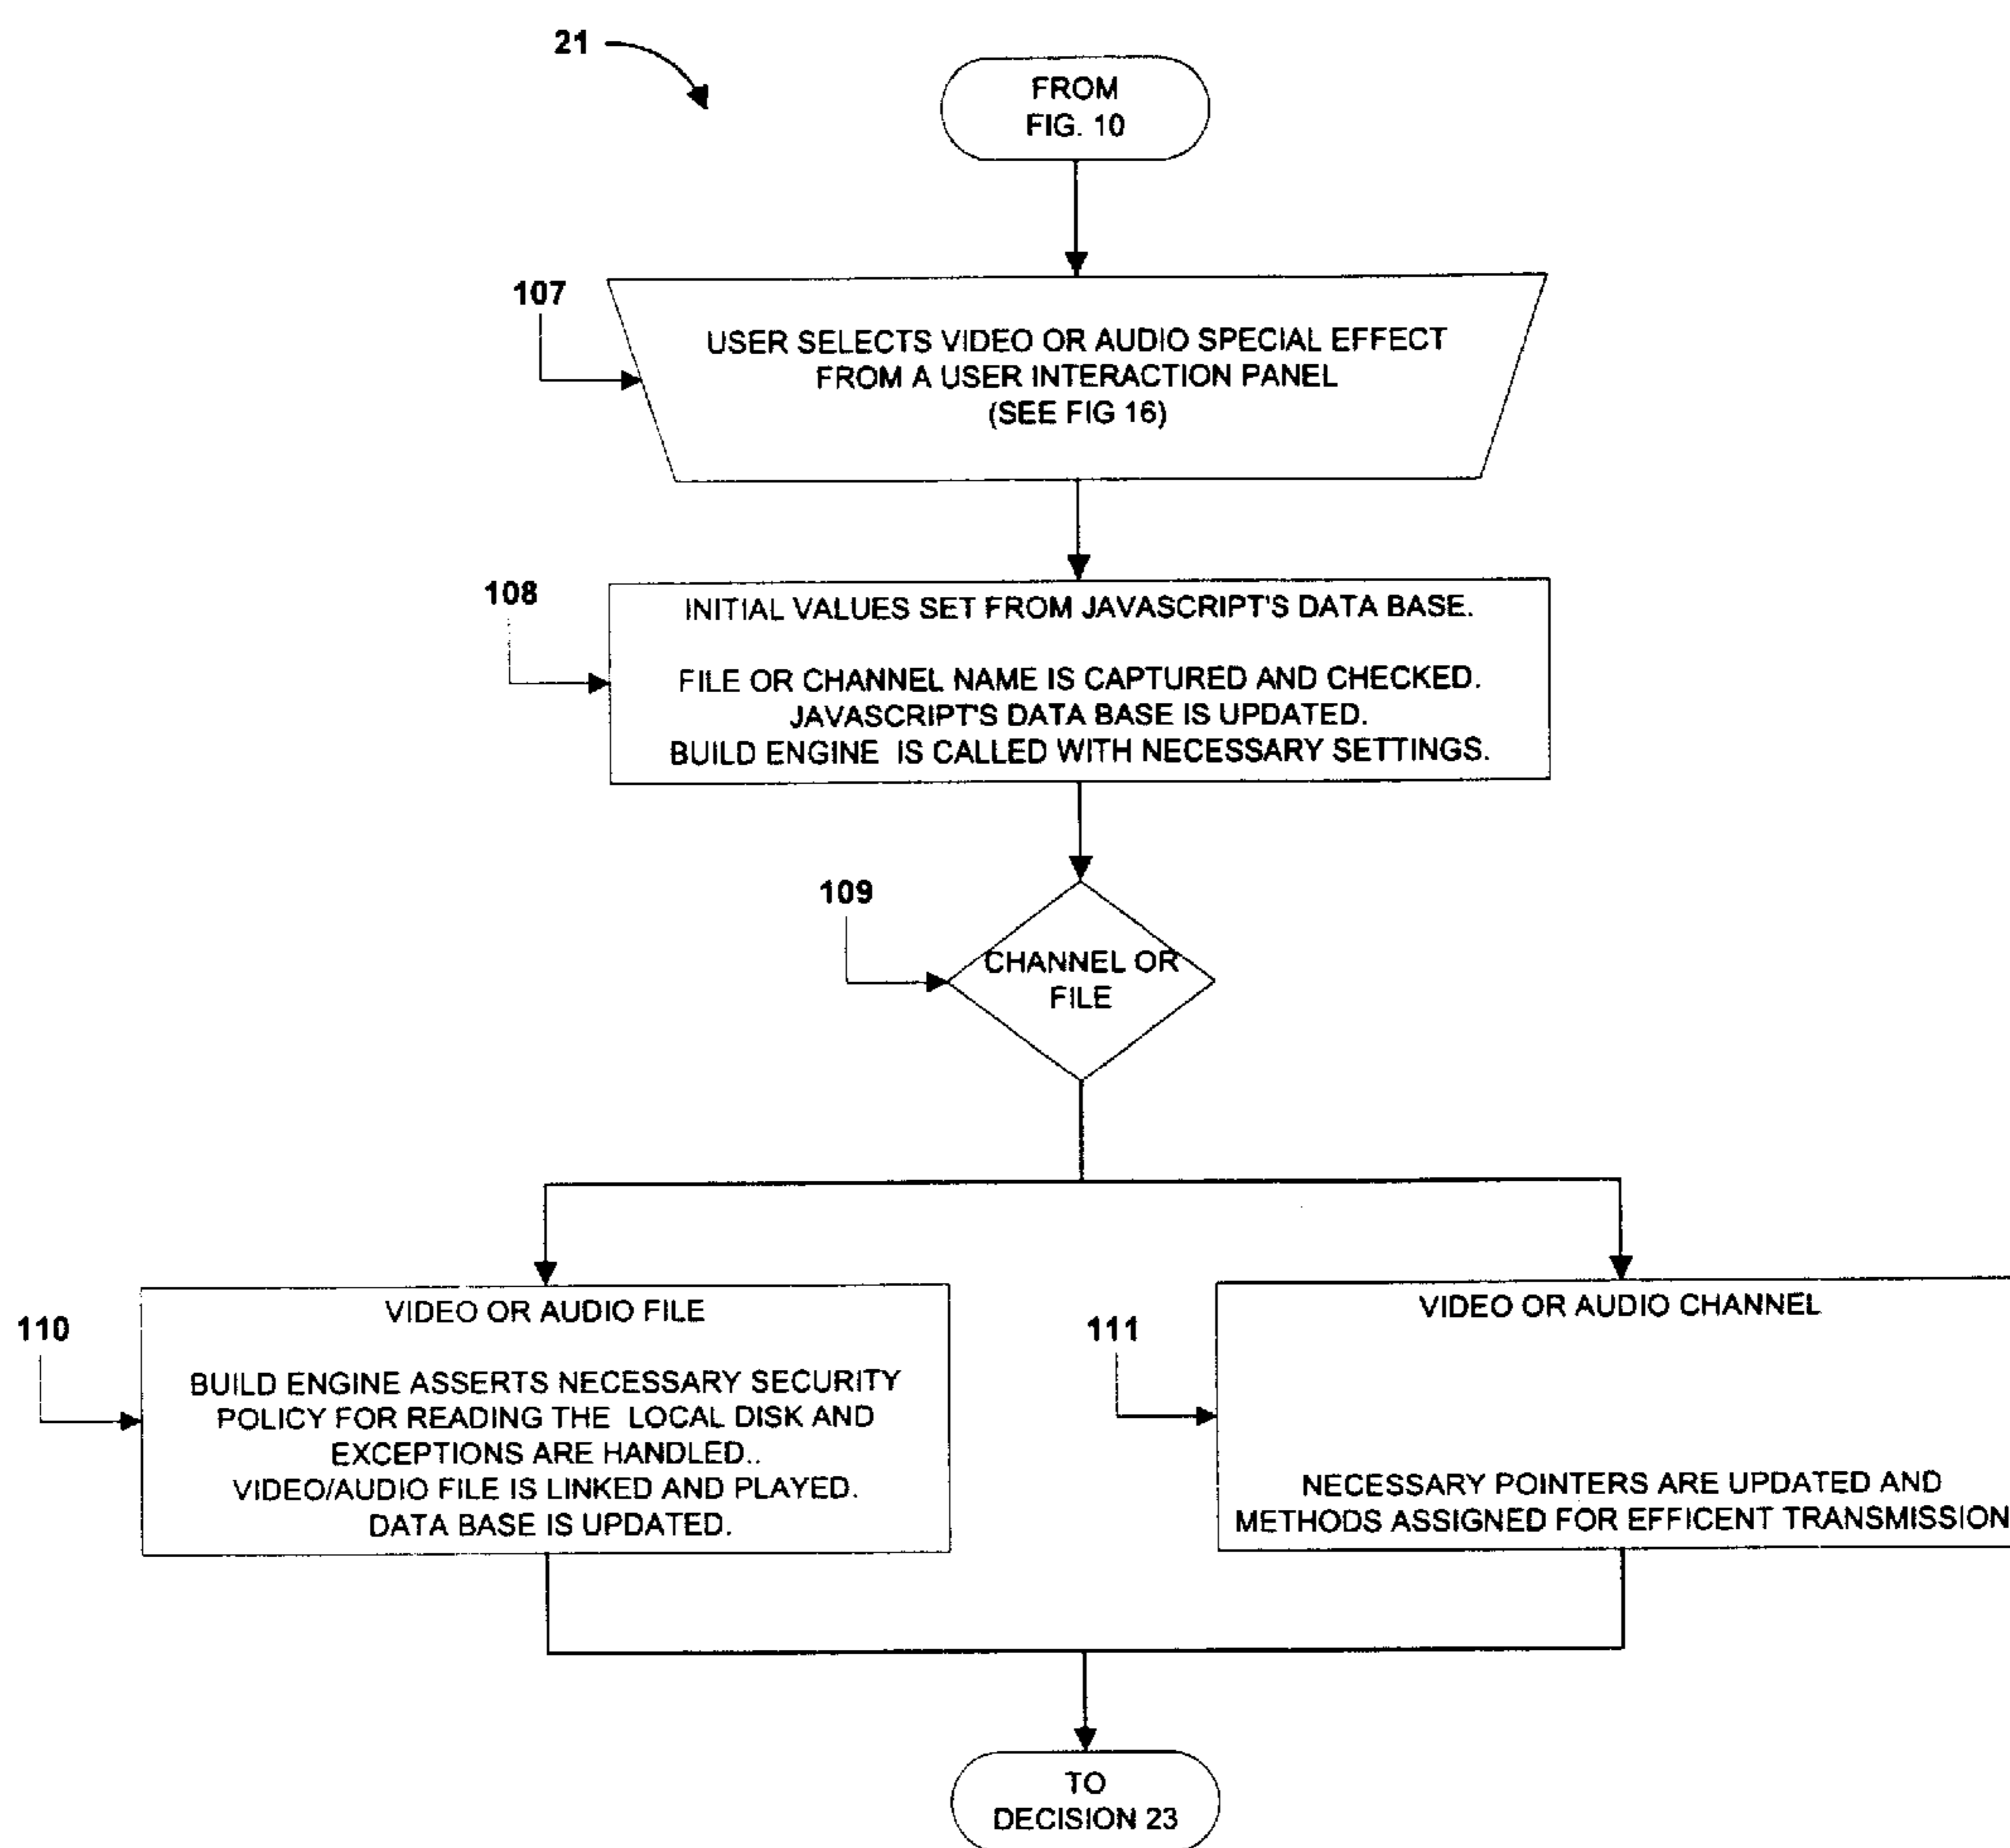 21
FROM
FIG. 10
107
USER SELECTS VIDEO OR AUDIO SPECIAL EFFECT
FROM A USER INTERACTION PANEL
(SEE FIG 16)
108
INITIAL VALUES SET FROM JAVASCRIPT'S DATA BASE.
FILE OR CHANNEL NAME IS CAPTURED AND CHECKED.
JAVASCRIPT'S DATA BASE IS UPDATED.
BUILD ENGINE IS CALLED WITH NECESSARY SETTINGS.
109
CHANNEL OR
FILE
110
VIDEO OR AUDIO FILE
BUILD ENGINE ASSERTS NECESSARY SECURITY
POLICY FOR READING THE LOCAL DISK AND
EXCEPTIONS ARE HANDLED..
VIDEO/AUDIO FILE IS LINKED AND PLAYED.
DATA BASE IS UPDATED.
111
VIDEO OR AUDIO CHANNEL
NECESSARY POINTERS ARE UPDATED AND
METHODS ASSIGNED FOR EFFICENT TRANSMISSION
TO
DECISION 23